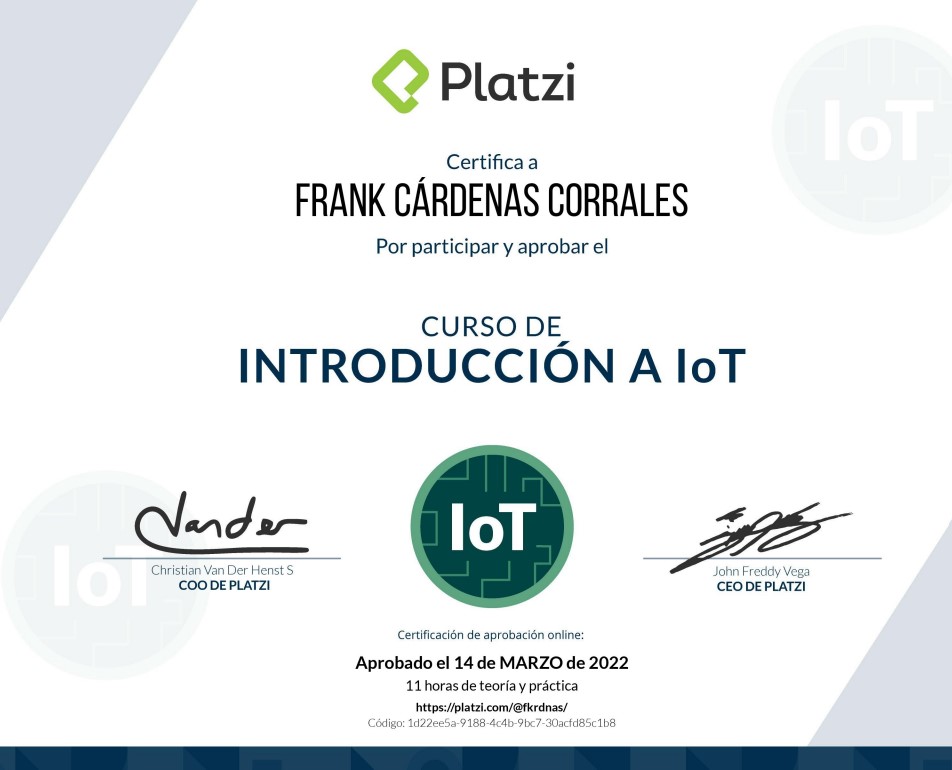 Platzi
IoT
Certifica a
FRANK CÁRDENAS CORRALES
Por participar y aprobar el
CURSO DE
INTRODUCCIÓN A IoT
Vander
IoT
IoT
Christian Van Der Henst S
COO DE PLATZI
John Freddy Vega
CEO DE PLATZI
Certificación de aprobación online:
Aprobado el 14 de MARZO de 2022
11 horas de teoría y práctica
https://platzi.com/@fkrdnas/
Código: 1d22ee5a-9188-4c4b-9bc7-30acfd85c1b8